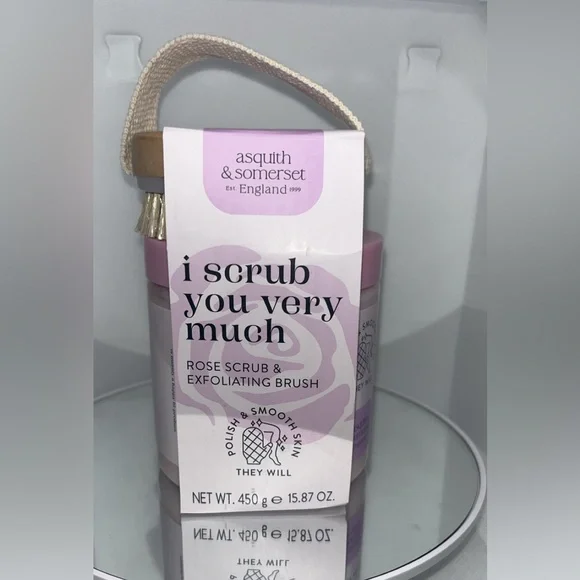 asquith
& somerset
Est. England 1999
i scrub
you very
much
ROSE SCRUB &
EXFOLIATING BRUSH
POLISH & SMOOTH SKIN
THEY WILL
NET WT. 450 g e 15.87 OZ.